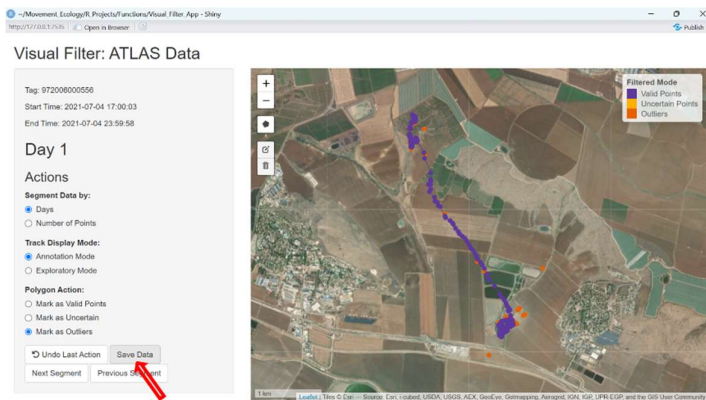 ~/Movement_Ecology/R_Projects/Functions/Visual_Filter_App - Shiny
http://127.0.0.1:7535
Open in Browser
Publish
Visual Filter: ATLAS Data
Tag: 972006000556
Start Time: 2021-07-04 17:00:03
End Time: 2021-07-04 23:59:58
Day 1
Actions
Segment Data by:
Days
Number of Points
Track Display Mode:
Annotation Mode
Exploratory Mode
Polygon Action:
Mark as Valid Points
Mark as Uncertain
Mark as Outliers
Undo Last Action
Save Data
Next Segment
Previous Segment
+
−
Filtered Mode
Valid Points
Uncertain Points
Outliers
1 km
Leaflet | Tiles © Esri — Source: Esri, i-cubed, USDA, USGS, AEX, GeoEye, Getmapping, Aerogrid, IGN, IGP, UPR-EGP, and the GIS User Community